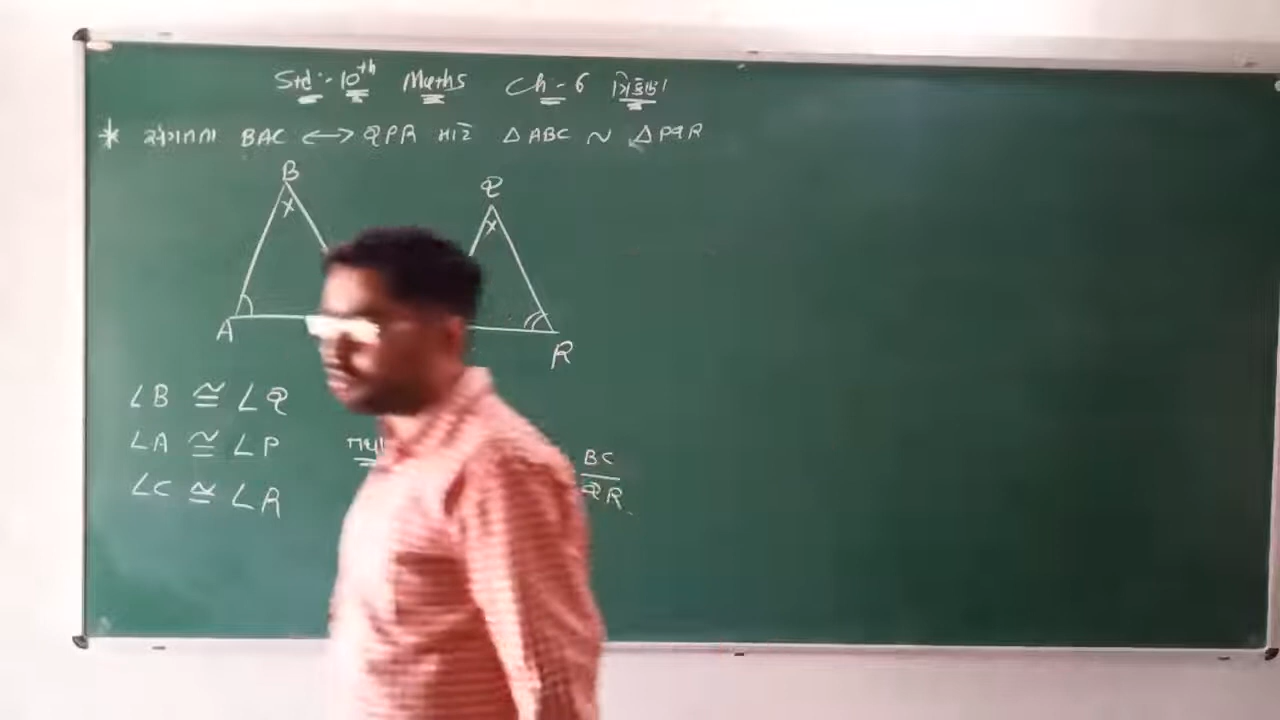 Std :- 10th Maths Ch - 6 ત્રિકોણ
* સંગતતા BAC ↔ QPR માટે △ABC ~ △PQR
B
Q
A
R
∠B ≅ ∠Q
∠A ≅ ∠P
∠C ≅ ∠R
BC
QR